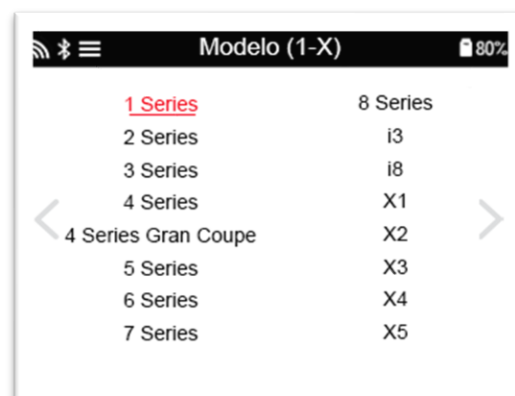 Modelo (1-X) 80%
1 Series
2 Series
3 Series
4 Series
4 Series Gran Coupe
5 Series
6 Series
7 Series
8 Series
i3
i8
X1
X2
X3
X4
X5